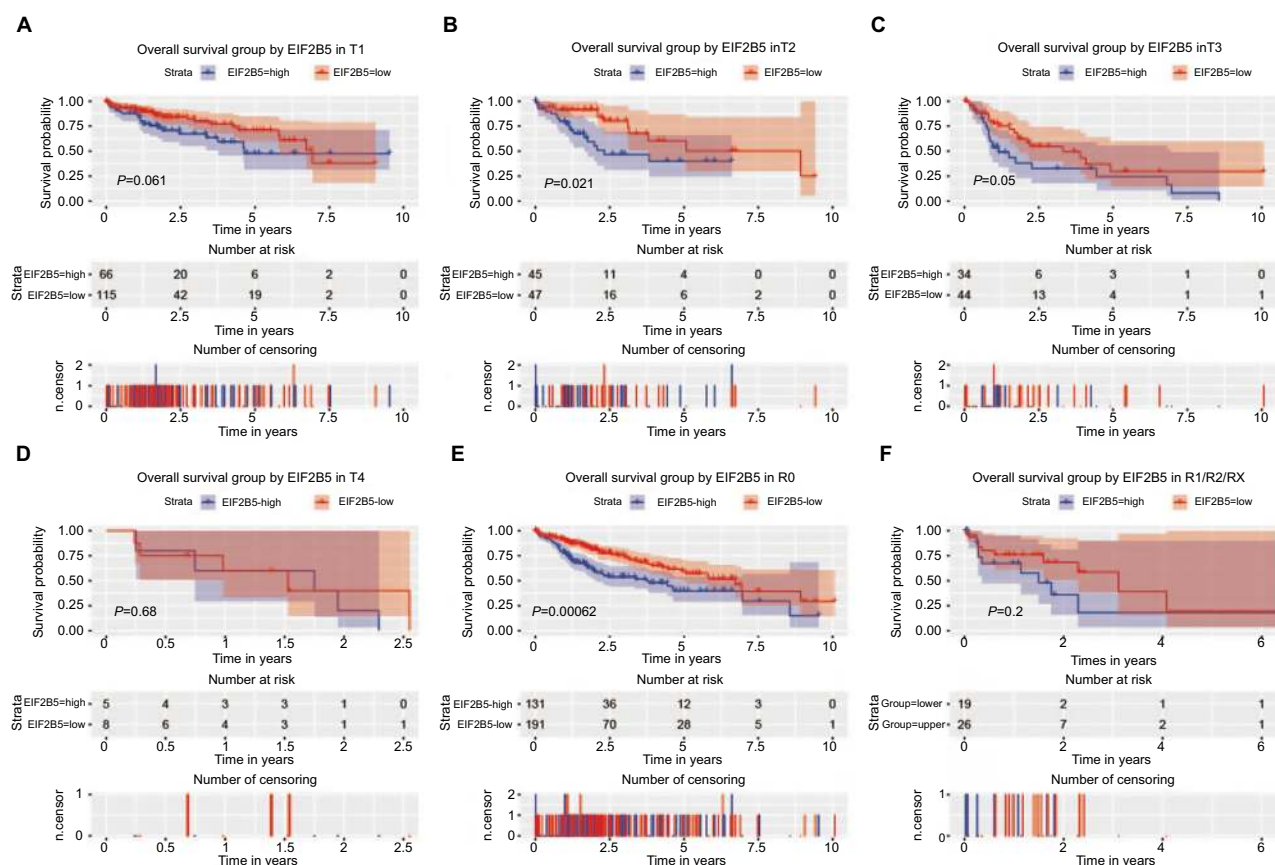 A
Overall survival group by EIF2B5 in T1
Strata EIF2B5=high EIF2B5=low
Survival probability
1.00
0.75
0.50
0.25
0.00
P=0.061
0 2.5 5 7.5 10
Time in years
Number at risk
Strata
EIF2B5=high 66 20 6 2 0
EIF2B5=low 115 42 19 2 0
0 2.5 5 7.5 10
Time in years
Number of censoring
n.censor
2
1
0
0 2.5 5 7.5 10
Time in years
B
Overall survival group by EIF2B5 inT2
Strata EIF2B5=high EIF2B5=low
Survival probability
1.00
0.75
0.50
0.25
0.00
P=0.021
0 2.5 5 7.5 10
Time in years
Number at risk
Strata
EIF2B5=high 45 11 4 0 0
EIF2B5=low 47 16 6 2 0
0 2.5 5 7.5 10
Time in years
Number of censoring
n.censor
2
1
0
0 2.5 5 7.5 10
Time in years
C
Overall survival group by EIF2B5 inT3
Strata EIF2B5=high EIF2B5=low
Survival probability
1.00
0.75
0.50
0.25
0.00
P=0.05
0 2.5 5 7.5 10
Time in years
Number at risk
Strata
EIF2B5=high 34 6 3 1 0
EIF2B5=low 44 13 4 1 1
0 2.5 5 7.5 10
Time in years
Number of censoring
n.censor
2
1
0
0 2.5 5 7.5 10
Time in years
D
Overall survival group by EIF2B5 in T4
Strata EIF2B5-high EIF2B5-low
Survival probability
1.00
0.75
0.50
0.25
0.00
P=0.68
0 0.5 1 1.5 2 2.5
Time in years
Number at risk
Strata
EIF2B5=high 5 4 3 3 1 0
EIF2B5=low 8 6 4 3 1 1
0 0.5 1 1.5 2 2.5
Time in years
Number of censoring
n.censor
1
0
0 0.5 1 1.5 2 2.5
Time in years
E
Overall survival group by EIF2B5 in R0
Strata EIF2B5-high EIF2B5-low
Survival probability
1.00
0.75
0.50
0.25
0.00
P=0.00062
0 2.5 5 7.5 10
Time in years
Number at risk
Strata
EIF2B5-high 131 36 12 3 0
EIF2B5-low 191 70 28 5 1
0 2.5 5 7.5 10
Time in years
Number of censoring
n.censor
2
1
0
0 2.5 5 7.5 10
Time in years
F
Overall survival group by EIF2B5 in R1/R2/RX
Strata EIF2B5=high EIF2B5=low
Survival probability
1.00
0.75
0.50
0.25
0.00
P=0.2
0 2 4 6
Times in years
Number at risk
Strata
Group=lower 19 2 1 1
Group=upper 26 7 2 1
0 2 4 6
Time in years
Number of censoring
n.censor
1
0
0 2 4 6
Time in years